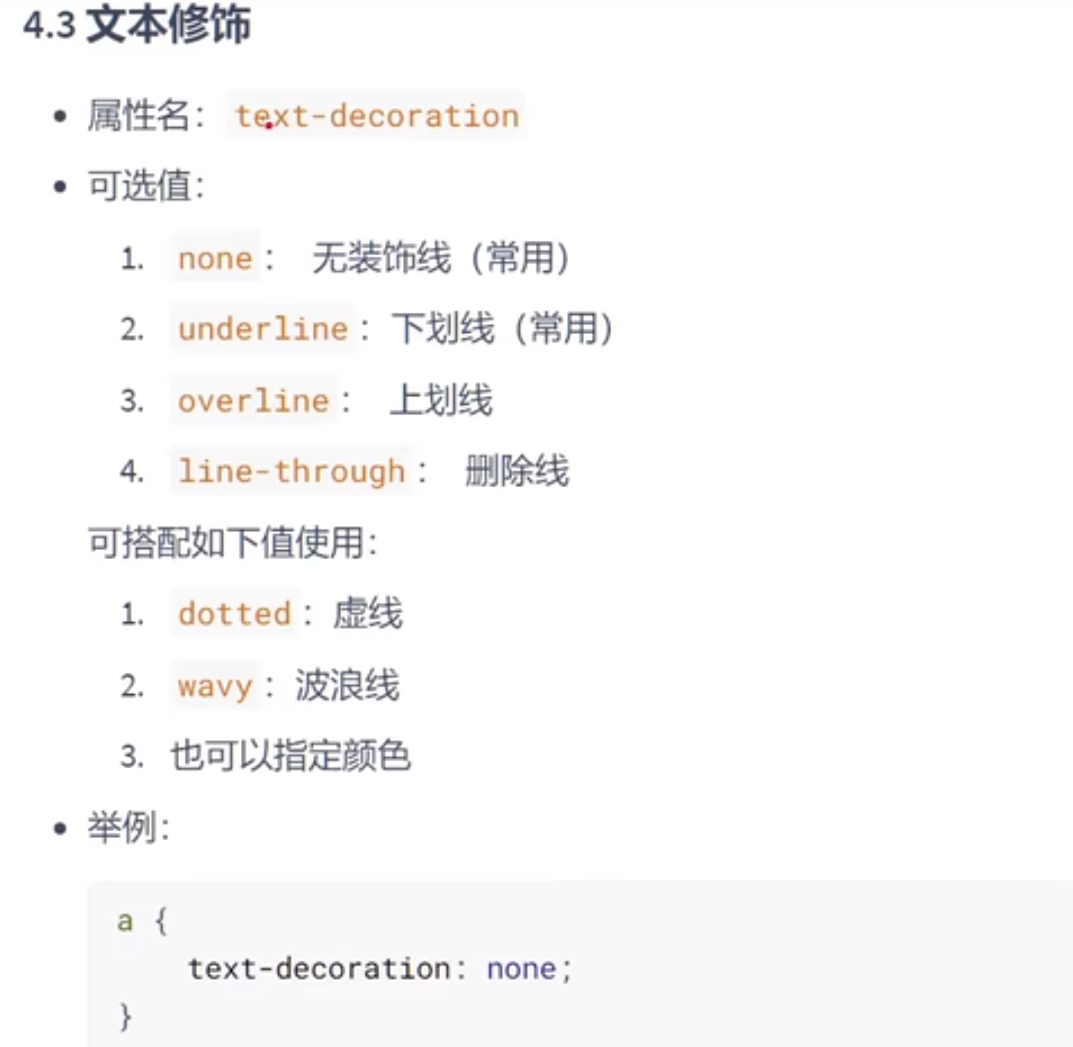 4.3 文本修饰
• 属性名： text-decoration
• 可选值：
1. none： 无装饰线（常用）
2. underline：下划线（常用）
3. overline： 上划线
4. line-through： 删除线
可搭配如下值使用：
1. dotted：虚线
2. wavy：波浪线
3. 也可以指定颜色
• 举例：
a {
    text-decoration: none;
}